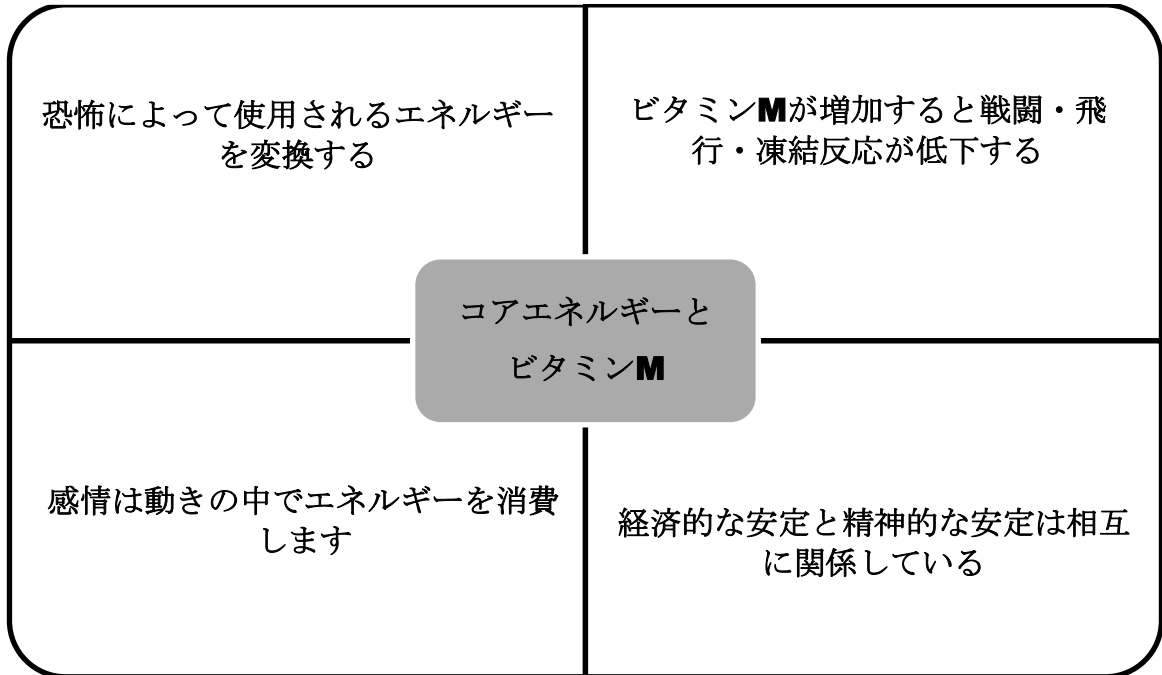 恐怖によって使用されるエネルギー
を変換する
ビタミンMが増加すると戦闘・飛
行・凍結反応が低下する
コアエネルギーと
ビタミンM
感情は動きの中でエネルギーを消費
します
経済的な安定と精神的な安定は相互
に関係している